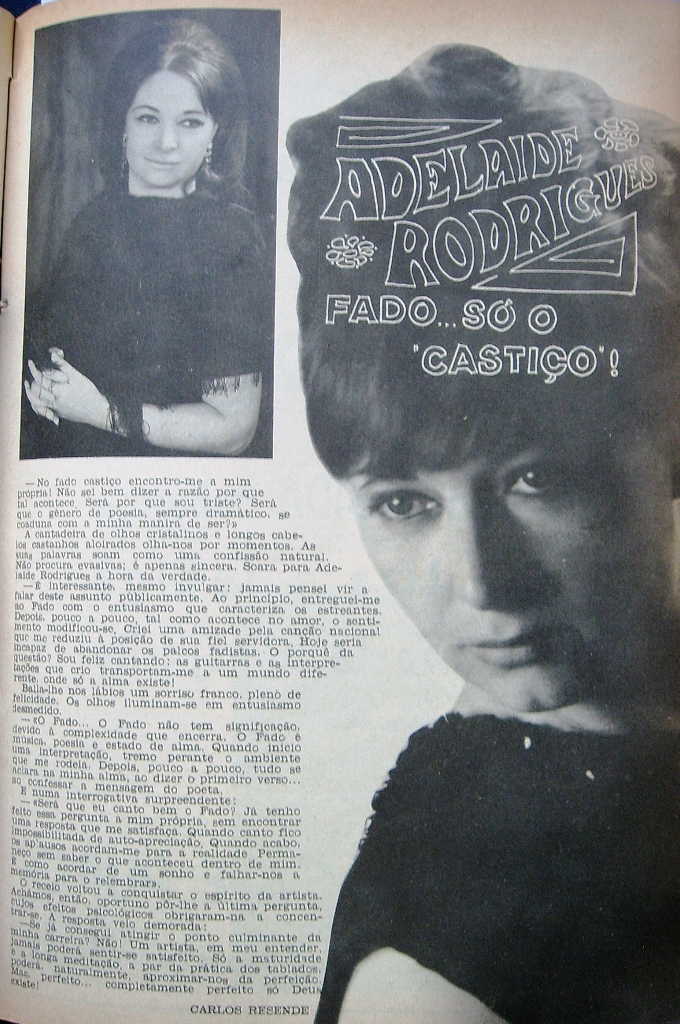 ADELAIDE
RODRIGUES
FADO... SÓ O
"CASTIÇO"!
—No fado castiço encontro-me a mim
própria! Não sei bem dizer a razão por que
tal acontece. Será por que sou triste? Será
que o género de poesia, sempre dramático, se
coaduna com a minha manira de ser?»
A cantadeira de olhos cristalinos e longos cabe-
los castanhos aloirados olha-nos por momentos. As
suas palavras soam como uma confissão natural.
Não procura evasivas; é apenas sincera. Soara para Ade-
laide Rodrigues a hora da verdade.
—É interessante, mesmo invulgar: jamais pensei vir a
falar deste assunto públicamente. Ao princípio, entreguei-me
ao Fado com o entusiasmo que caracteriza os estreantes.
Depois, pouco a pouco, tal como acontece no amor, o senti-
mento modificou-se. Criei uma amizade pela canção nacional
que me reduziu à posição de sua fiel servidora. Hoje seria
incapaz de abandonar os palcos fadistas. O porquê da
questão? Sou feliz cantando; as guitarras e as interpre-
tações que crio transportam-me a um mundo dife-
rente, onde só a alma existe!
Baila-lhe nos lábios um sorriso franco, pleno de
felicidade. Os olhos iluminam-se em entusiasmo
desmedido.
—«O Fado... O Fado não tem significação,
devido à complexidade que encerra. O Fado é
música, poesia e estado de alma. Quando inicio
uma interpretação, tremo perante o ambiente
que me rodeia. Depois, pouco a pouco, tudo se
aclara na minha alma, ao dizer o primeiro verso...
ao confessar a mensagem do poeta.
E numa interrogativa surpreendente:
—«Será que eu canto bem o Fado? Já tenho
feito essa pergunta a mim própria, sem encontrar
uma resposta que me satisfaça. Quando canto fico
impossibilitada de auto-apreciação. Quando acabo,
os aplausos acordam-me para a realidade Perma-
neço sem saber o que aconteceu dentro de mim.
É como acordar de um sonho e falhar-nos a
memória para o relembrar».
O receio voltou a conquistar o espírito da artista.
Achámos, então, oportuno pôr-lhe a última pergunta,
cujos efeitos psicológicos obrigaram-na a concen-
trar-se. A resposta veio demorada:
—Se já consegui atingir o ponto culminante da
minha carreira? Não! Um artista, em meu entender,
jamais poderá sentir-se satisfeito. Só a maturidade
e a longa meditação, a par da prática dos tablados,
poderá, naturalmente, aproximar-nos da perfeição.
Mas, perfeito... completamente perfeito só Deus
existe!
CARLOS RESENDE